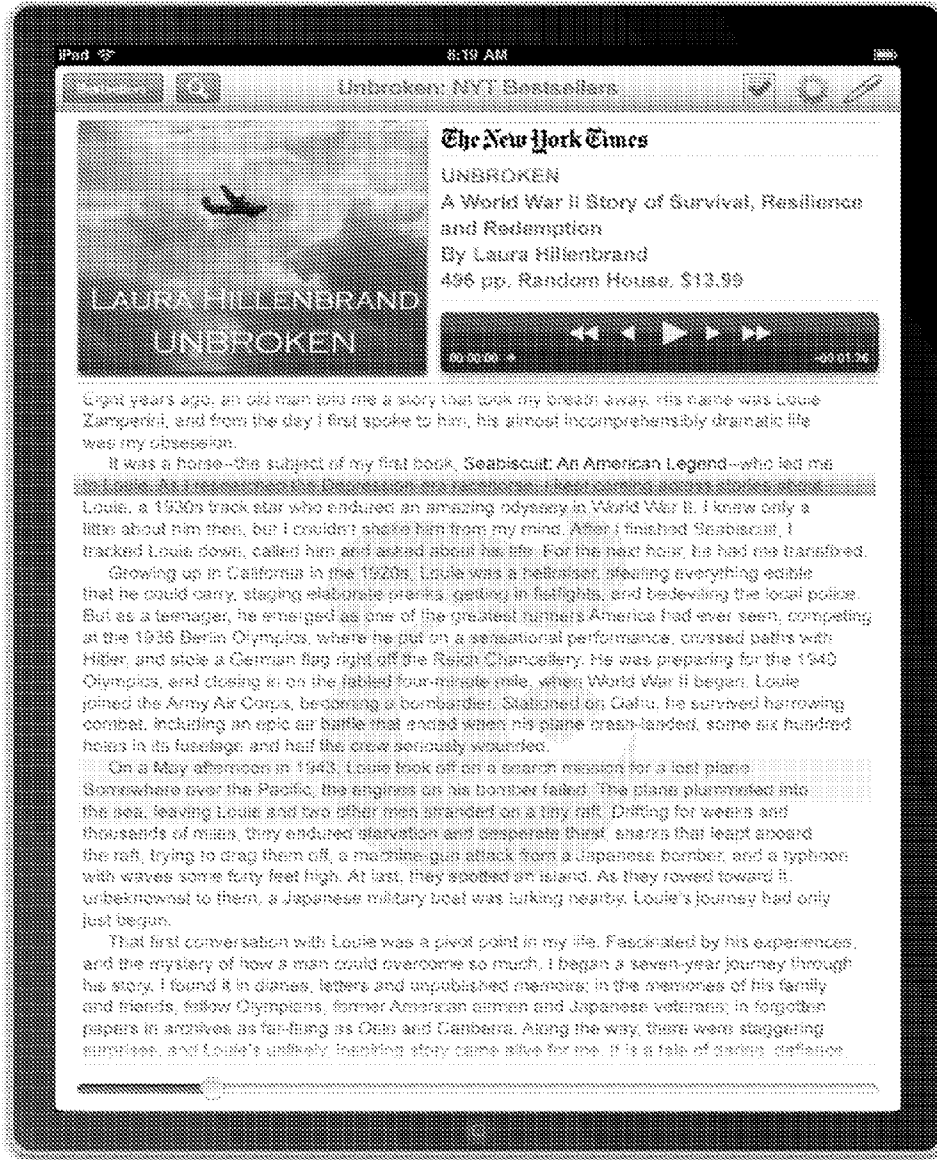 iPad
8:19 AM
Unbroken: NYT Bestsellers
The New York Times
UNBROKEN
A World War II Story of Survival, Resilience
and Redemption
By Laura Hillenbrand
496 pp. Random House. $13.99
LAURA HILLENBRAND
UNBROKEN
00:00:00
-00:01:26
Eight years ago, an old man told me a story that took my breath away. His name was Louie
Zamperini, and from the day I first spoke to him, his almost incomprehensibly dramatic life
was my obsession.
It was a horse--the subject of my first book, Seabiscuit: An American Legend--who led me
to Louie. As I researched the Depression-era racehorse, I kept coming across stories about
Louie, a 1930s track star who endured an amazing odyssey in World War II. I knew only a
little about him then, but I couldn't shake him from my mind. After I finished Seabiscuit, I
tracked Louie down, called him and asked about his life. For the next hour, he had me transfixed.
Growing up in California in the 1920s, Louie was a hellraiser, stealing everything edible
that he could carry, staging elaborate pranks, getting in fistfights, and bedeviling the local police.
But as a teenager, he emerged as one of the greatest runners America had ever seen, competing
at the 1936 Berlin Olympics, where he put on a sensational performance, crossed paths with
Hitler, and stole a German flag right off the Reich Chancellery. He was preparing for the 1940
Olympics, and closing in on the fabled four-minute mile, when World War II began. Louie
joined the Army Air Corps, becoming a bombardier. Stationed on Oahu, he survived harrowing
combat, including an epic air battle that ended when his plane crash-landed, some six hundred
holes in its fuselage and half the crew seriously wounded.
On a May afternoon in 1943, Louie took off on a search mission for a lost plane.
Somewhere over the Pacific, the engines on his bomber failed. The plane plummeted into
the sea, leaving Louie and two other men stranded on a tiny raft. Drifting for weeks and
thousands of miles, they endured starvation and desperate thirst, sharks that leapt aboard
the raft, trying to drag them off, a machine-gun attack from a Japanese bomber, and a typhoon
with waves some forty feet high. At last, they spotted an island. As they rowed toward it,
unbeknownst to them, a Japanese military boat was lurking nearby. Louie's journey had only
just begun.
That first conversation with Louie was a pivot point in my life. Fascinated by his experiences,
and the mystery of how a man could overcome so much, I began a seven-year journey through
his story. I found it in diaries, letters and unpublished memoirs; in the memories of his family
and friends, fellow Olympians, former American airmen and Japanese veterans; in forgotten
papers in archives as far-flung as Oslo and Canberra. Along the way, there were staggering
surprises, and Louie's unlikely, inspiring story came alive for me. It is a tale of daring, defiance,